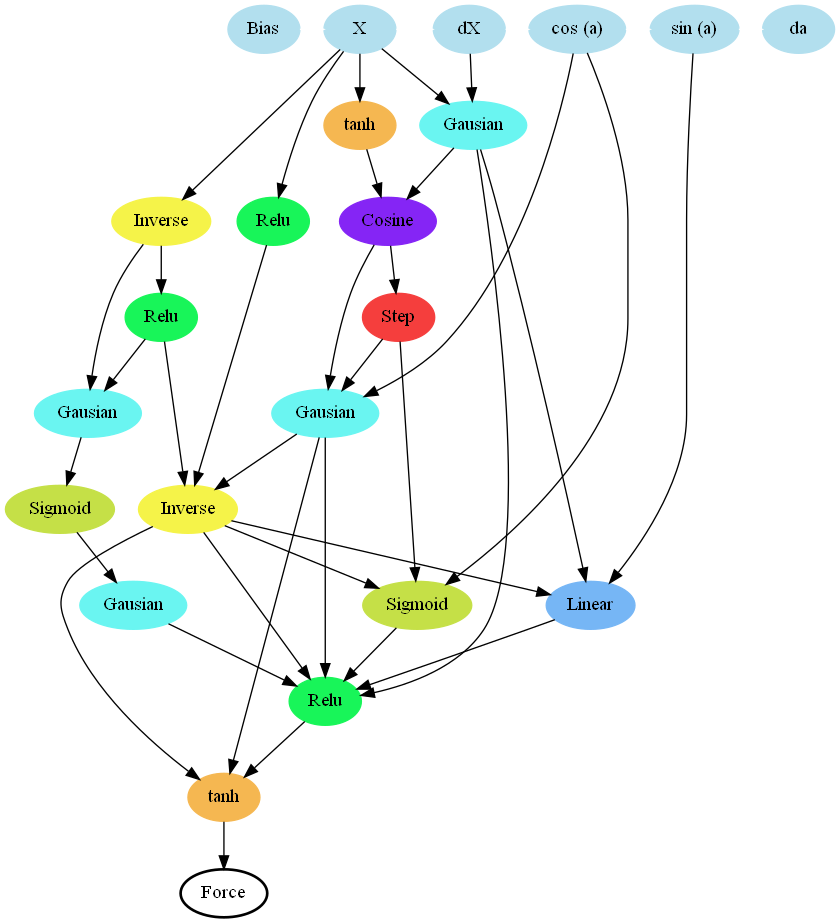 Bias
X
dX
cos (a)
sin (a)
da
tanh
Gausian
Inverse
Relu
Cosine
Relu
Step
Gausian
Gausian
Sigmoid
Inverse
Gausian
Sigmoid
Linear
Relu
tanh
Force